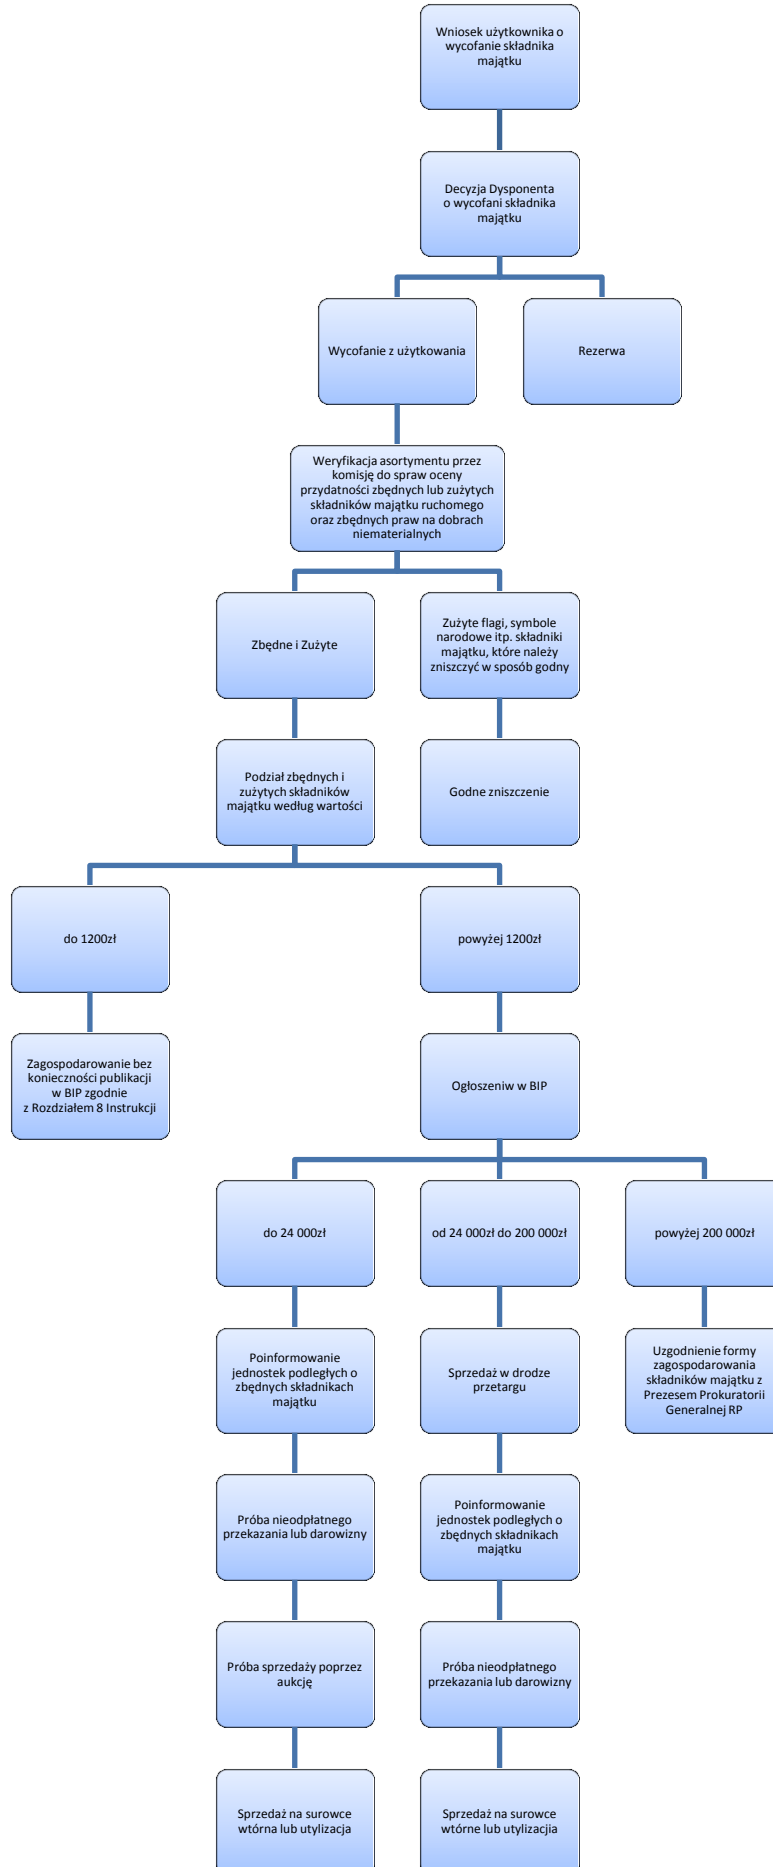 Wniosek użytkownika o
wycofanie składnika
majątku
Decyzja Dysponenta
o wycofani składnika
majątku
Wycofanie z użytkowania
Rezerwa
Weryfikacja asortymentu przez
komisję do spraw oceny
przydatności zbędnych lub zużytych
składników majątku ruchomego
oraz zbędnych praw na dobrach
niematerialnych
Zbędne i Zużyte
Zużyte flagi, symbole
narodowe itp. składniki
majątku, które należy
zniszczyć w sposób godny
Podział zbędnych i
zużytych składników
majątku według wartości
Godne zniszczenie
do 1200zł
powyżej 1200zł
Zagospodarowanie bez
konieczności publikacji
w BIP zgodnie
z Rozdziałem 8 Instrukcji
Ogłoszeniw w BIP
do 24 000zł
od 24 000zł do 200 000zł
powyżej 200 000zł
Poinformowanie
jednostek podległych o
zbędnych składnikach
majątku
Sprzedaż w drodze
przetargu
Uzgodnienie formy
zagospodarowania
składników majątku z
Prezesem Prokuratorii
Generalnej RP
Próba nieodpłatnego
przekazania lub darowizny
Poinformowanie
jednostek podległych o
zbędnych składnikach
majątku
Próba sprzedaży poprzez
aukcję
Próba nieodpłatnego
przekazania lub darowizny
Sprzedaż na surowce
wtórna lub utylizacja
Sprzedaż na surowce
wtórne lub utylizacjia